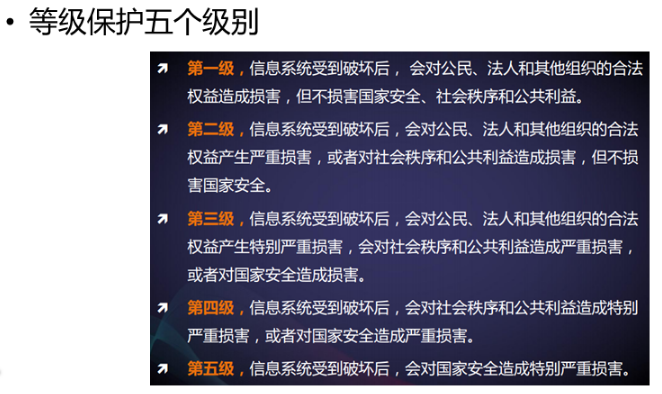 • 等级保护五个级别
第一级，信息系统受到破坏后， 会对公民、法人和其他组织的合法
权益造成损害，但不损害国家安全、社会秩序和公共利益。
第二级，信息系统受到破坏后，会对公民、法人和其他组织的合法
权益产生严重损害，或者对社会秩序和公共利益造成损害，但不损
害国家安全。
第三级，信息系统受到破坏后，会对公民、法人和其他组织的合法
权益产生特别严重损害，会对社会秩序和公共利益造成严重损害，
或者对国家安全造成损害。
第四级，信息系统受到破坏后，会对社会秩序和公共利益造成特别
严重损害，或者对国家安全造成严重损害。
第五级，信息系统受到破坏后，会对国家安全造成特别严重损害。